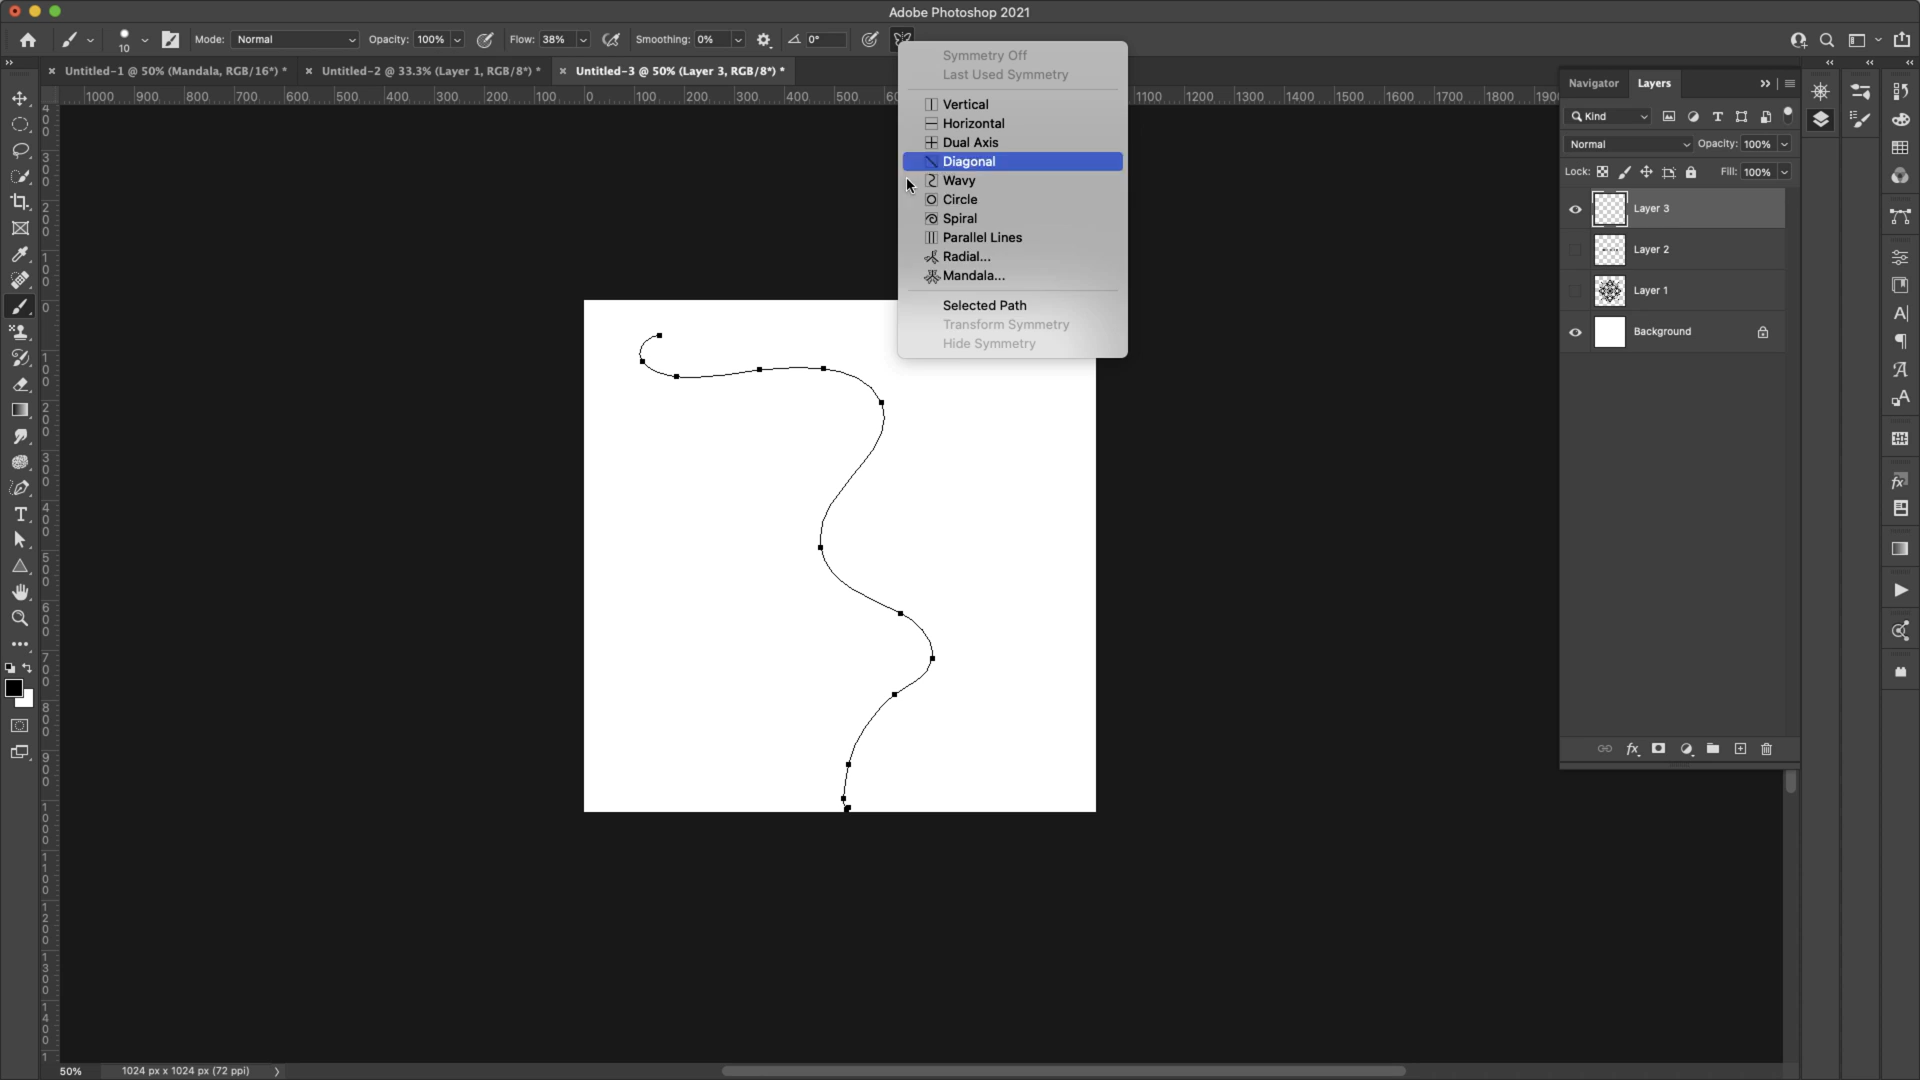 Adobe Photoshop 2021
10 Mode: Normal Opacity: 100% Flow: 38% Smoothing: 0% 0°
Untitled-1 @ 50% (Mandala, RGB/16*) * Untitled-2 @ 33.3% (Layer 1, RGB/8*) * Untitled-3 @ 50% (Layer 3, RGB/8*) *
1000 900 800 700 600 500 400 300 200 100 0 100 200 300 400 500 1100 1200 1300 1400 1500 1600 1700 1800
Symmetry Off
Last Used Symmetry
Vertical
Horizontal
Dual Axis
Diagonal
Wavy
Circle
Spiral
Parallel Lines
Radial...
Mandala...
Selected Path
Transform Symmetry
Hide Symmetry
Navigator Layers
Kind
Normal Opacity: 100%
Lock: Fill: 100%
Layer 3
Layer 2
Layer 1
Background
400
300
200
100
0
100
200
300
400
500
600
700
800
900
1000
1100
1200
1300
1400
50% 1024 px x 1024 px (72 ppi)